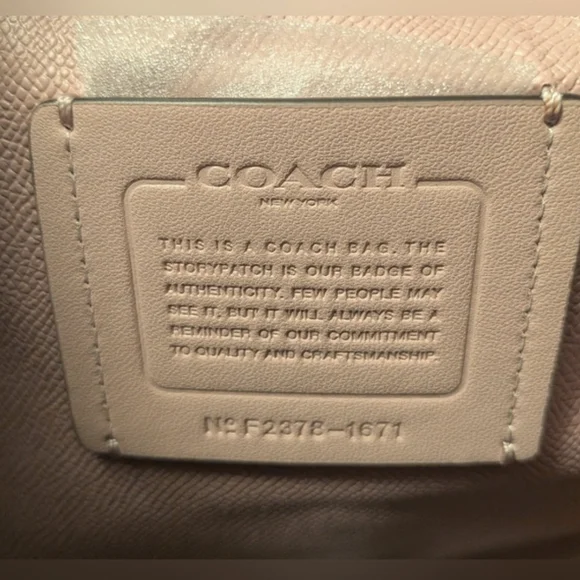 COACH
NEW YORK
THIS IS A COACH BAG. THE
STORYPATCH IS OUR BADGE OF
AUTHENTICITY. FEW PEOPLE MAY
SEE IT, BUT IT WILL ALWAYS BE A
REMINDER OF OUR COMMITMENT
TO QUALITY AND CRAFTSMANSHIP.
Nº F2378-1671